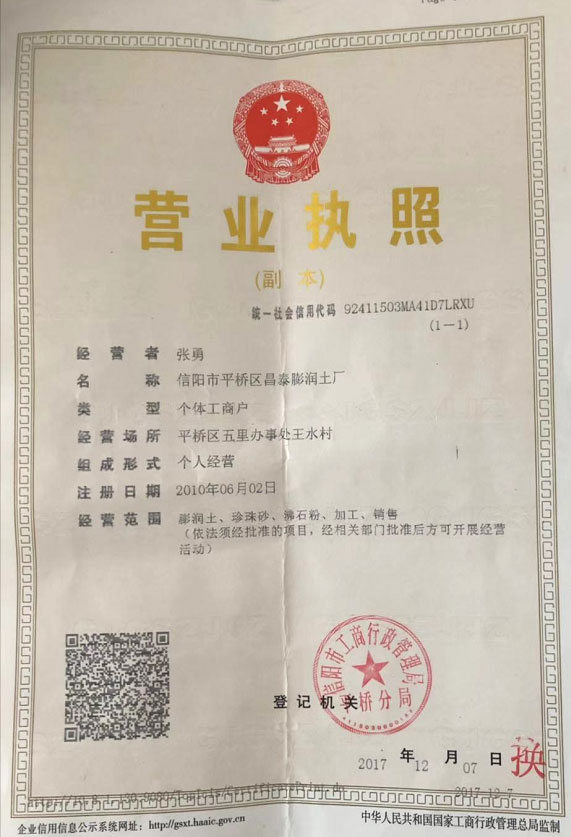 营业执照
(副 本)
统一社会信用代码 92411503MA41D7LRXU
(1-1)
经营者 张勇
名称 信阳市平桥区昌泰膨润土厂
类型 个体工商户
经营场所 平桥区五里办事处王水村
组成形式 个人经营
注册日期 2010年06月02日
经营范围 膨润土、珍珠砂、沸石粉、加工、销售
(依法须经批准的项目，经相关部门批准后方可开展经营
活动)
信阳市工商行政管理局
平桥分局
登记机关
2017 年 12 月 07 日
换
2017-12-7
企业信用信息公示系统网址: http://gsxt.haaic.gov.cn
中华人民共和国国家工商行政管理总局监制